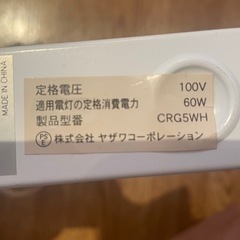 MADE IN CHINA
定格電圧 100V
適用電灯の定格消費電力 60W
製品型番 CRG5WH
PSE 株式会社 ヤザワコーポレーション